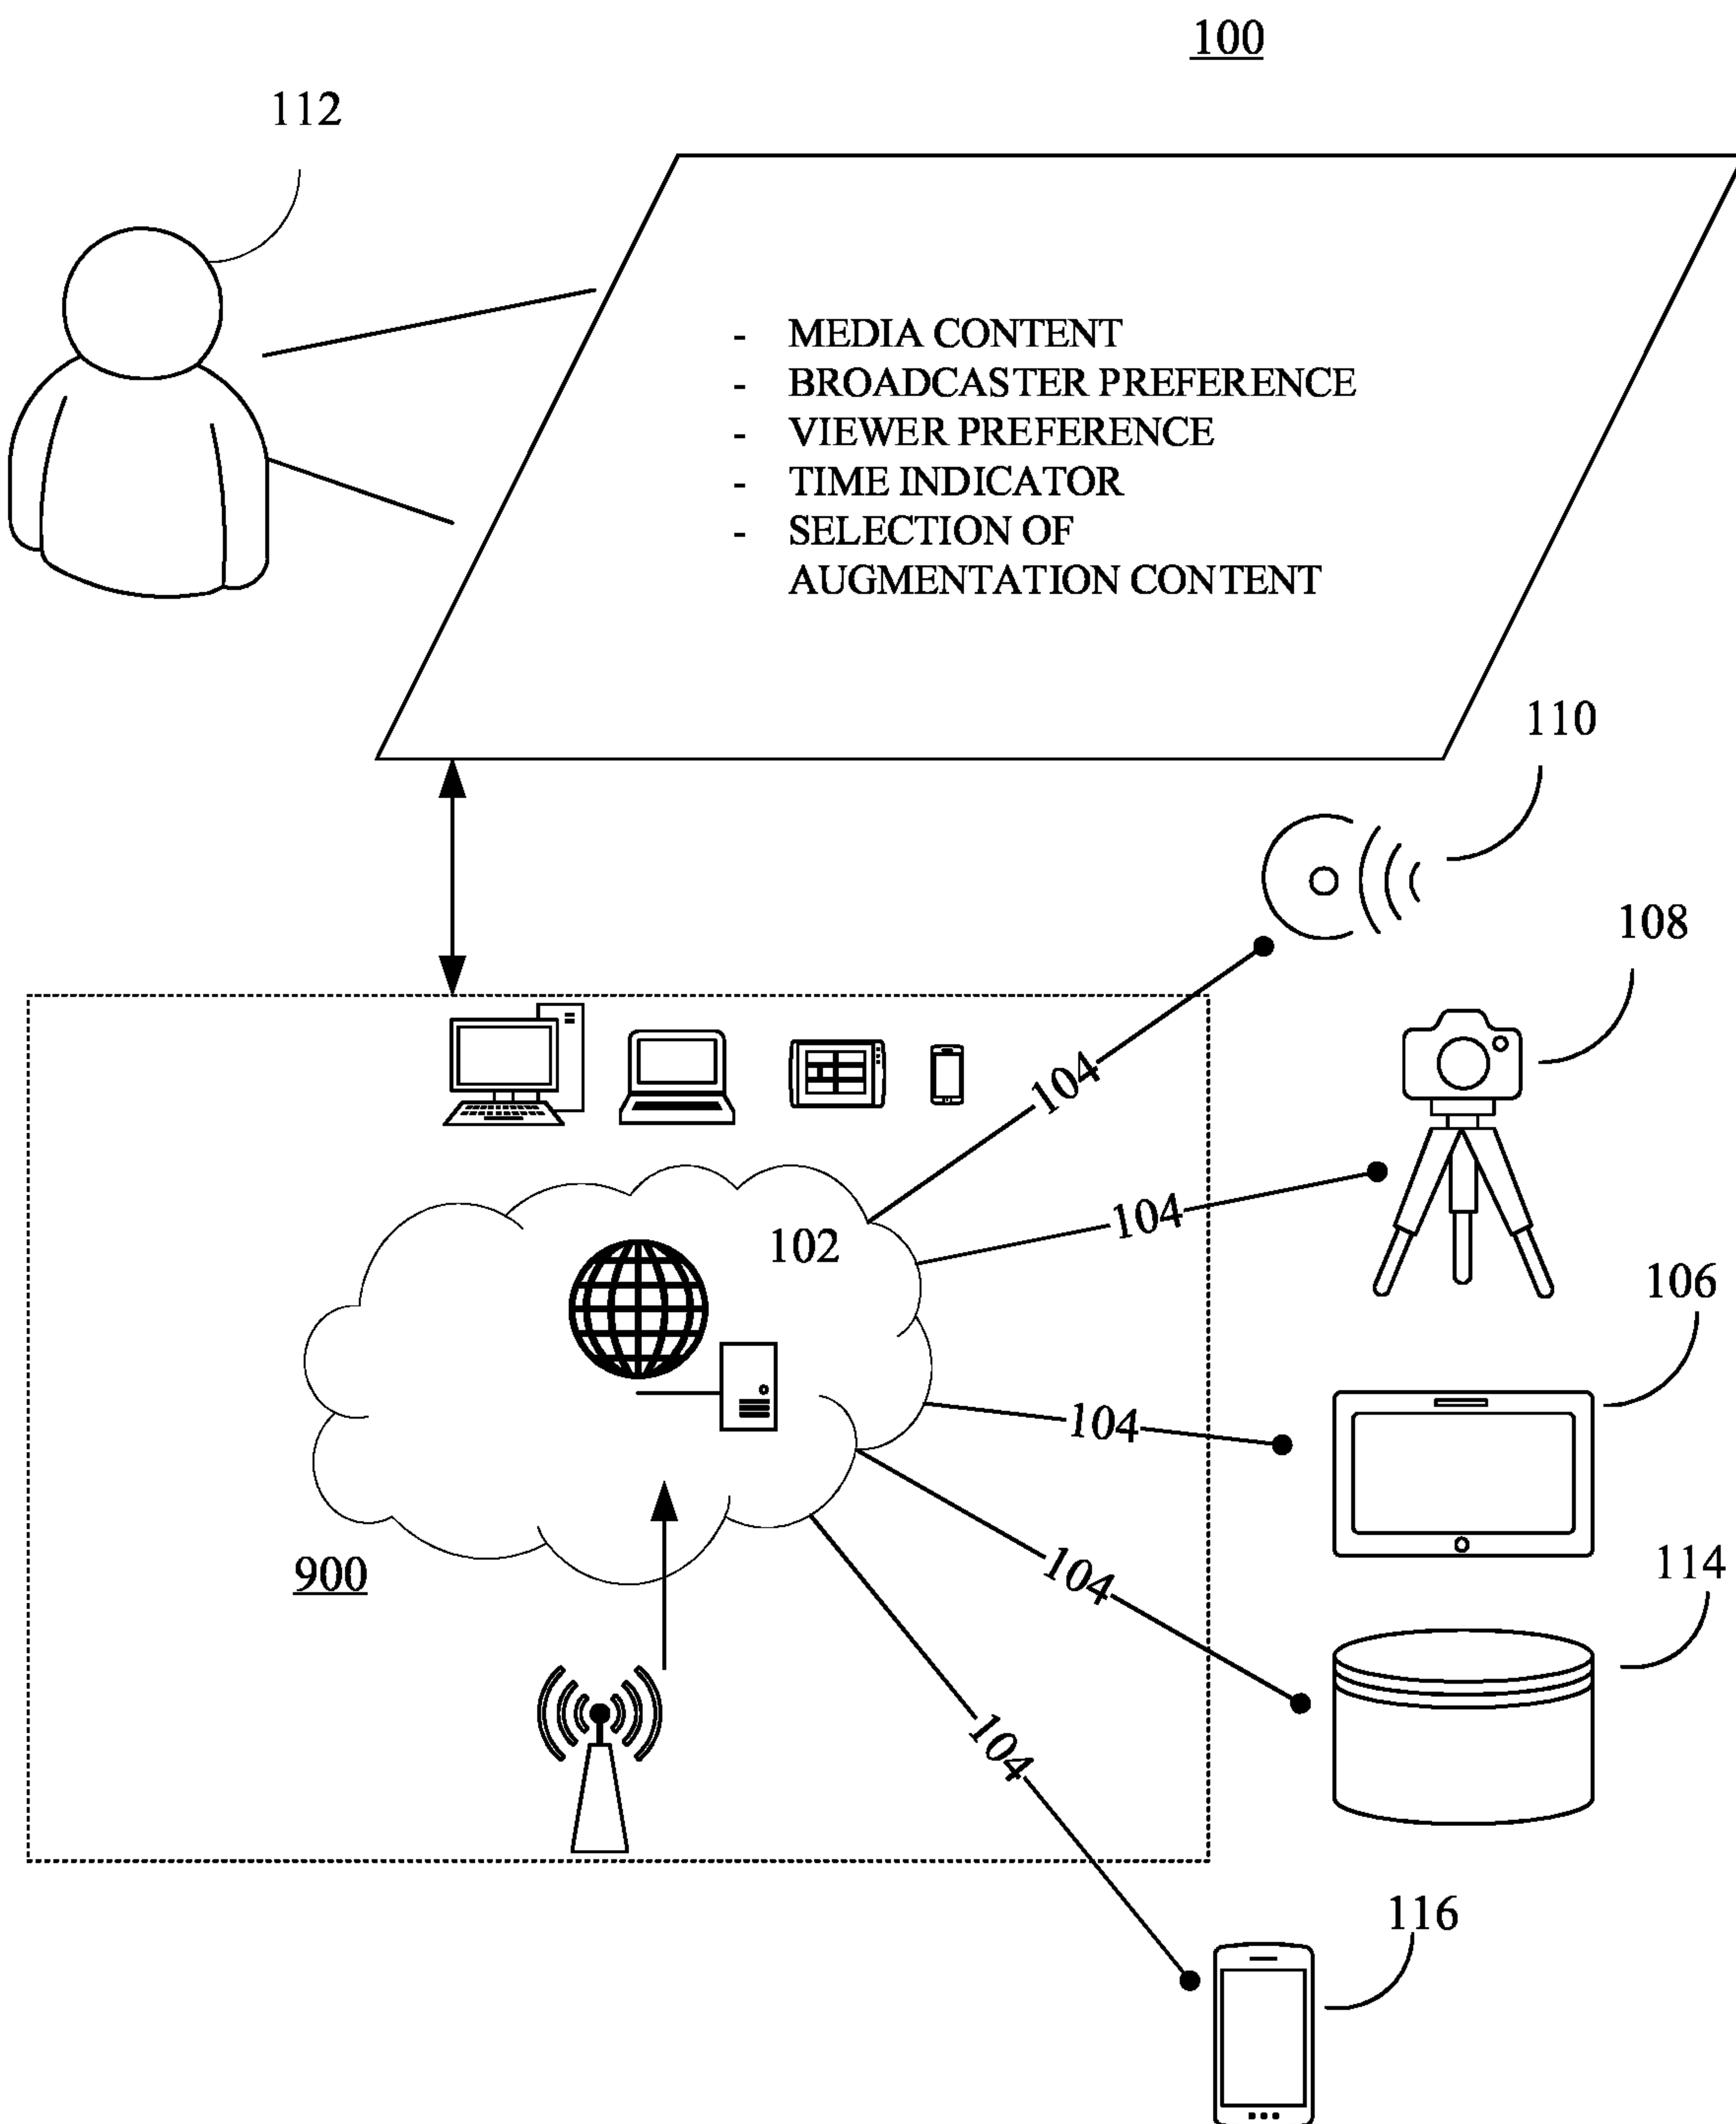 100
112
- MEDIA CONTENT
- BROADCASTER PREFERENCE
- VIEWER PREFERENCE
- TIME INDICATOR
- SELECTION OF
AUGMENTATION CONTENT
110
108
104
104
102
106
104
114
104
900
104
116